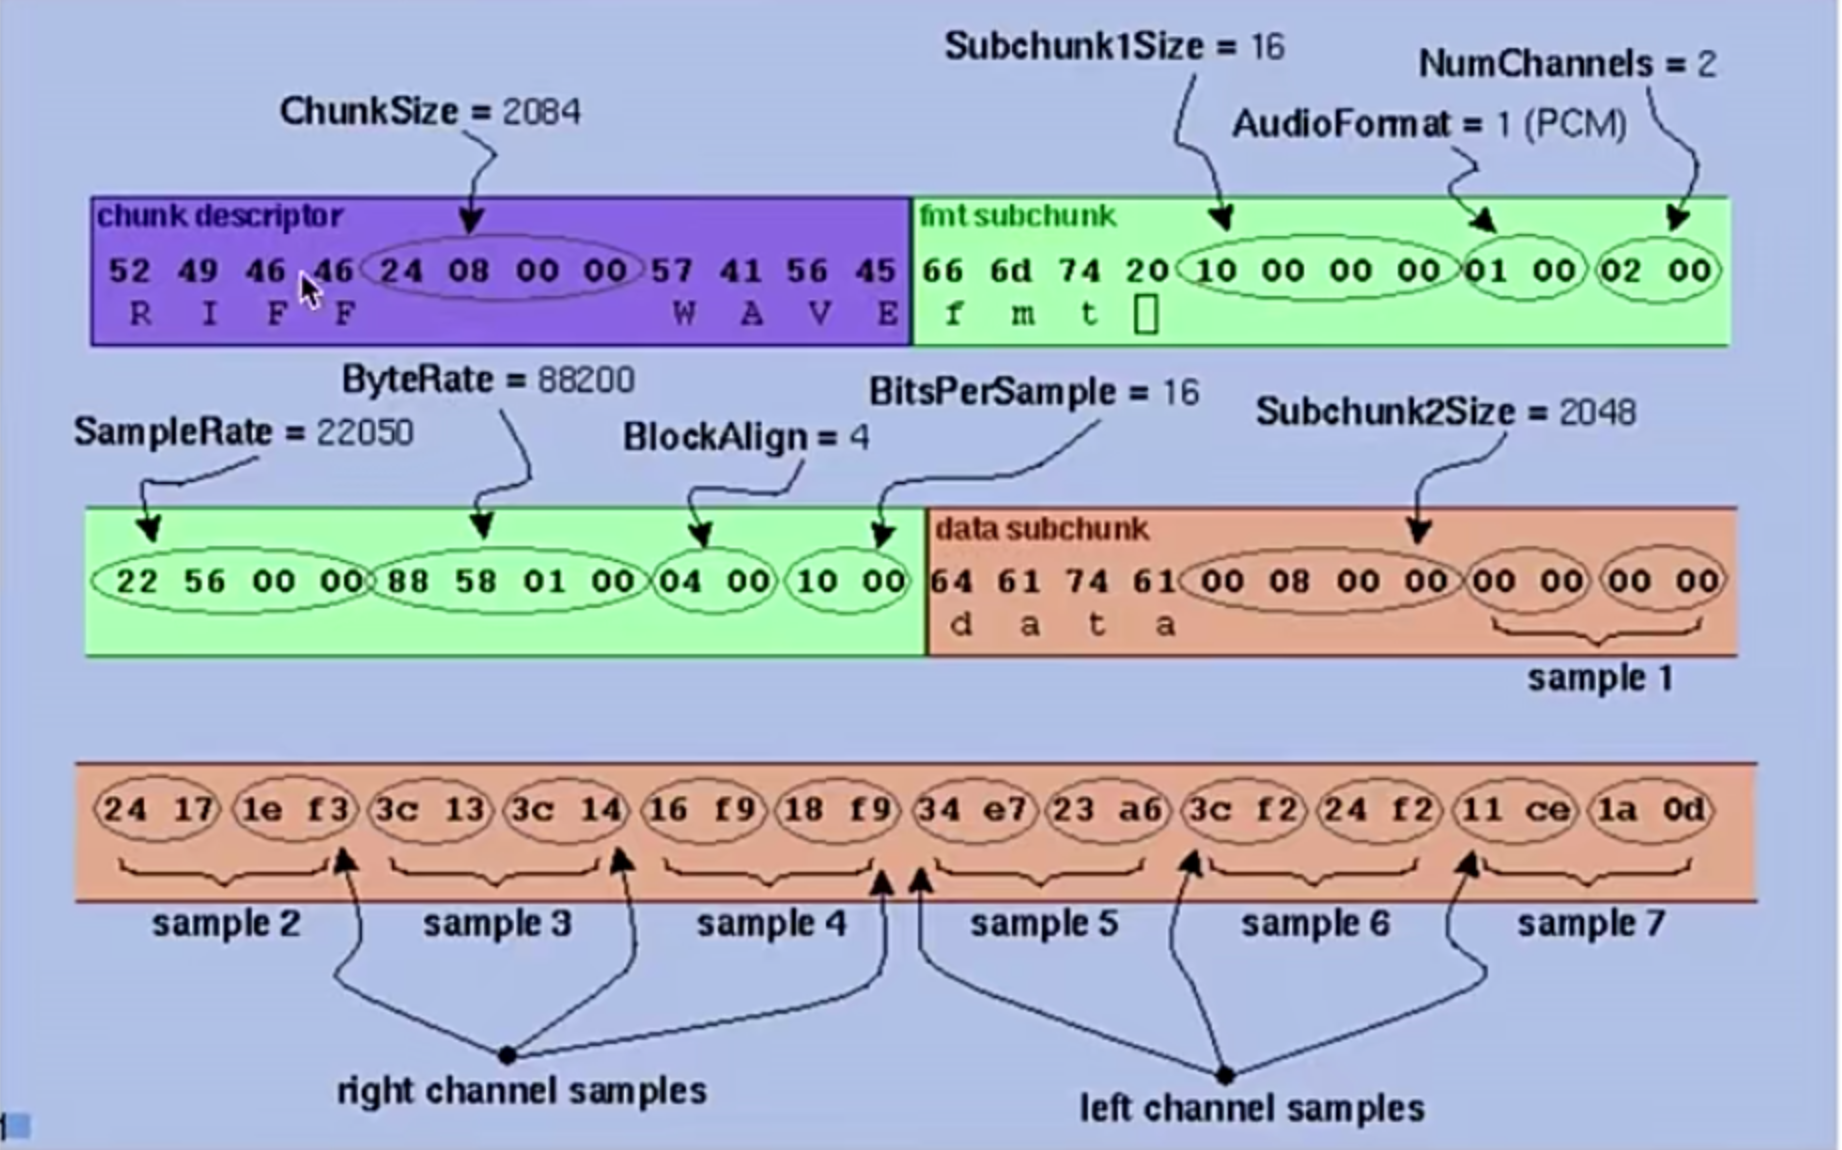 Subchunk1Size = 16
NumChannels = 2
ChunkSize = 2084
AudioFormat = 1 (PCM)
chunk descriptor
fmt subchunk
52 49 46 46 24 08 00 00 57 41 56 45 66 6d 74 20 10 00 00 00 01 00 02 00
R I F F W A V E f m t
ByteRate = 88200
BitsPerSample = 16
Subchunk2Size = 2048
SampleRate = 22050
BlockAlign = 4
data subchunk
22 56 00 00 88 58 01 00 04 00 10 00 64 61 74 61 00 08 00 00 00 00 00 00
d a t a
sample 1
24 17 1e f3 3c 13 3c 14 16 f9 18 f9 34 e7 23 a6 3c f2 24 f2 11 ce 1a 0d
sample 2 sample 3 sample 4 sample 5 sample 6 sample 7
right channel samples
left channel samples